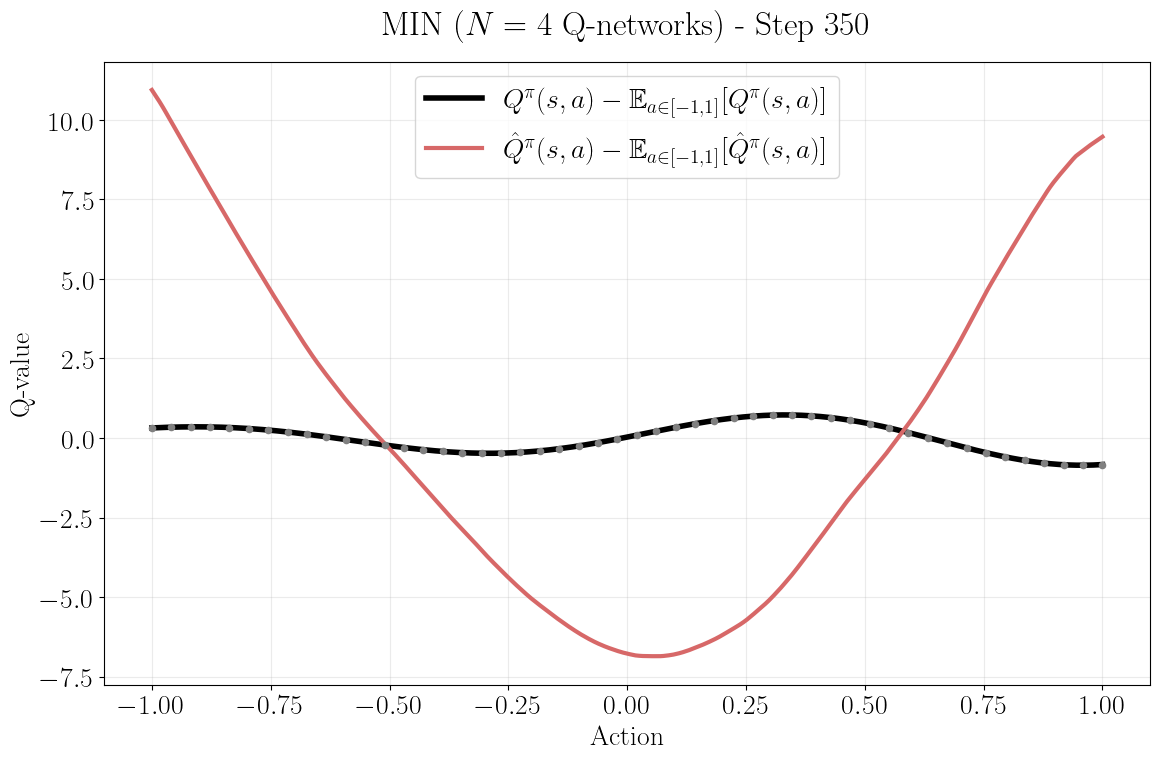 MIN (N = 4 Q-networks) - Step 350
Q^π(s, a) − 𝔼_{a∈[−1,1]}[Q^π(s, a)]
Q̂^π(s, a) − 𝔼_{a∈[−1,1]}[Q̂^π(s, a)]
Q-value
10.0
7.5
5.0
2.5
0.0
−2.5
−5.0
−7.5
−1.00 −0.75 −0.50 −0.25 0.00 0.25 0.50 0.75 1.00
Action